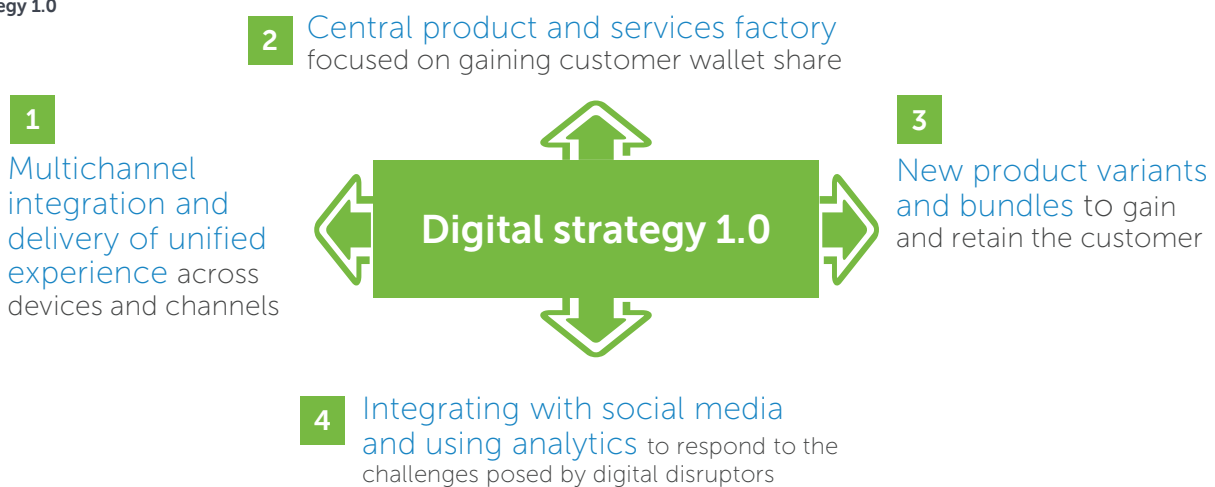 egy 1.0
1
Multichannel
integration and
delivery of unified
experience across
devices and channels
2
Central product and services factory
focused on gaining customer wallet share
Digital strategy 1.0
3
New product variants
and bundles to gain
and retain the customer
4
Integrating with social media
and using analytics to respond to the
challenges posed by digital disruptors